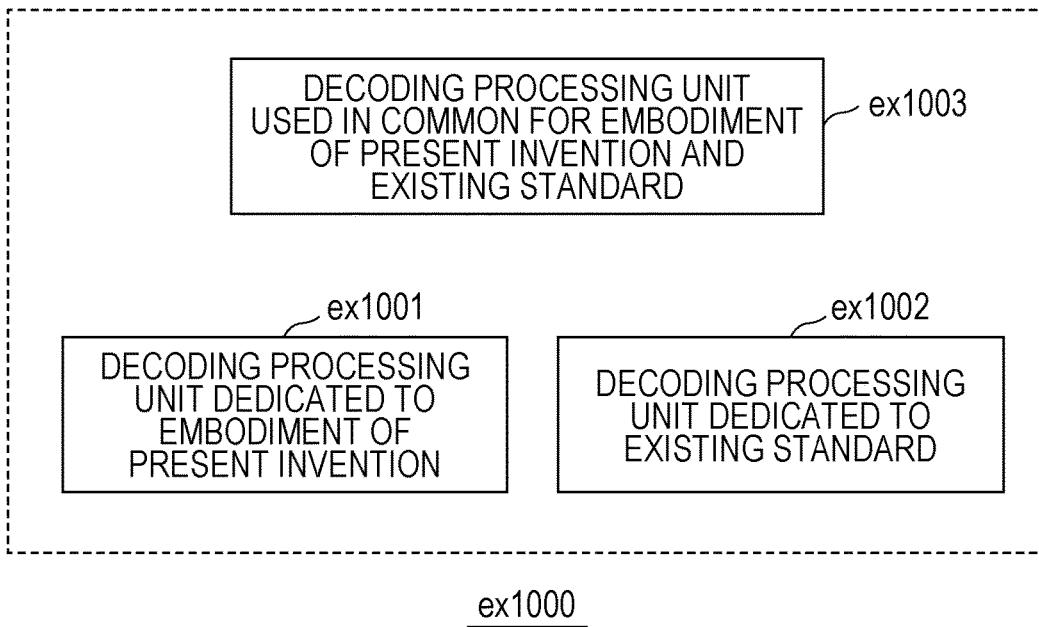 DECODING PROCESSING UNIT
USED IN COMMON FOR EMBODIMENT
OF PRESENT INVENTION AND
EXISTING STANDARD
ex1003
ex1001
DECODING PROCESSING
UNIT DEDICATED TO
EMBODIMENT OF
PRESENT INVENTION
ex1002
DECODING PROCESSING
UNIT DEDICATED TO
EXISTING STANDARD
ex1000